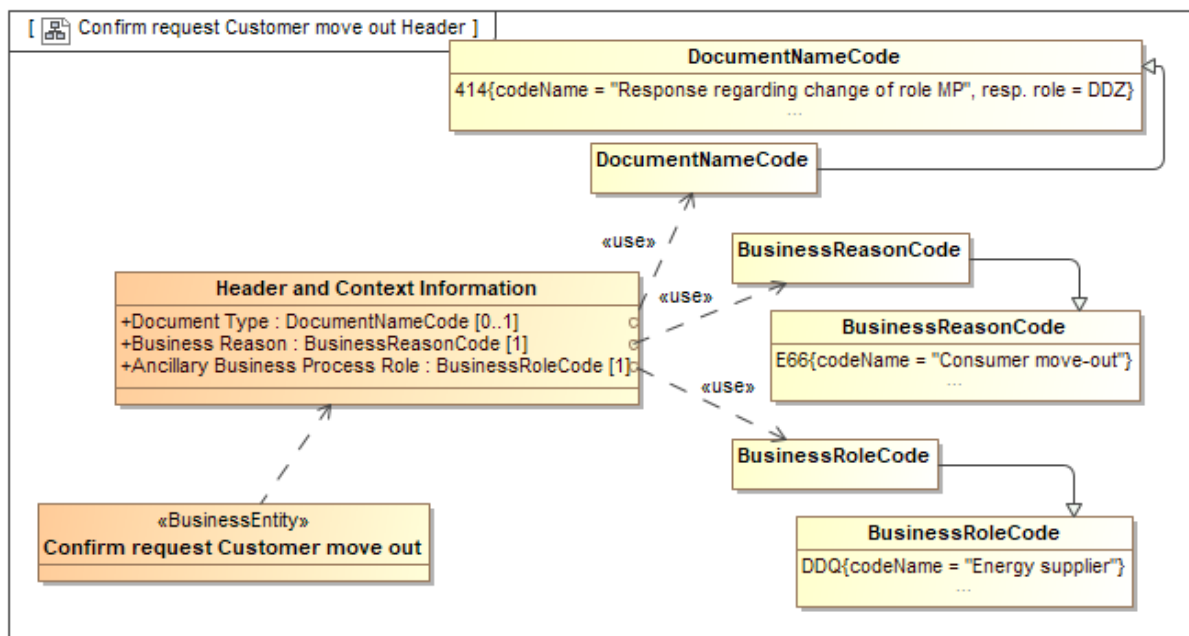 [ Confirm request Customer move out Header ]
DocumentNameCode
414{codeName = "Response regarding change of role MP", resp. role = DDZ}
...
DocumentNameCode
«use»
BusinessReasonCode
«use»
Header and Context Information
+Document Type : DocumentNameCode [0..1]
+Business Reason : BusinessReasonCode [1]
+Ancillary Business Process Role : BusinessRoleCode [1]
BusinessReasonCode
E66{codeName = "Consumer move-out"}
...
«use»
BusinessRoleCode
«BusinessEntity»
Confirm request Customer move out
BusinessRoleCode
DDQ{codeName = "Energy supplier"}
...